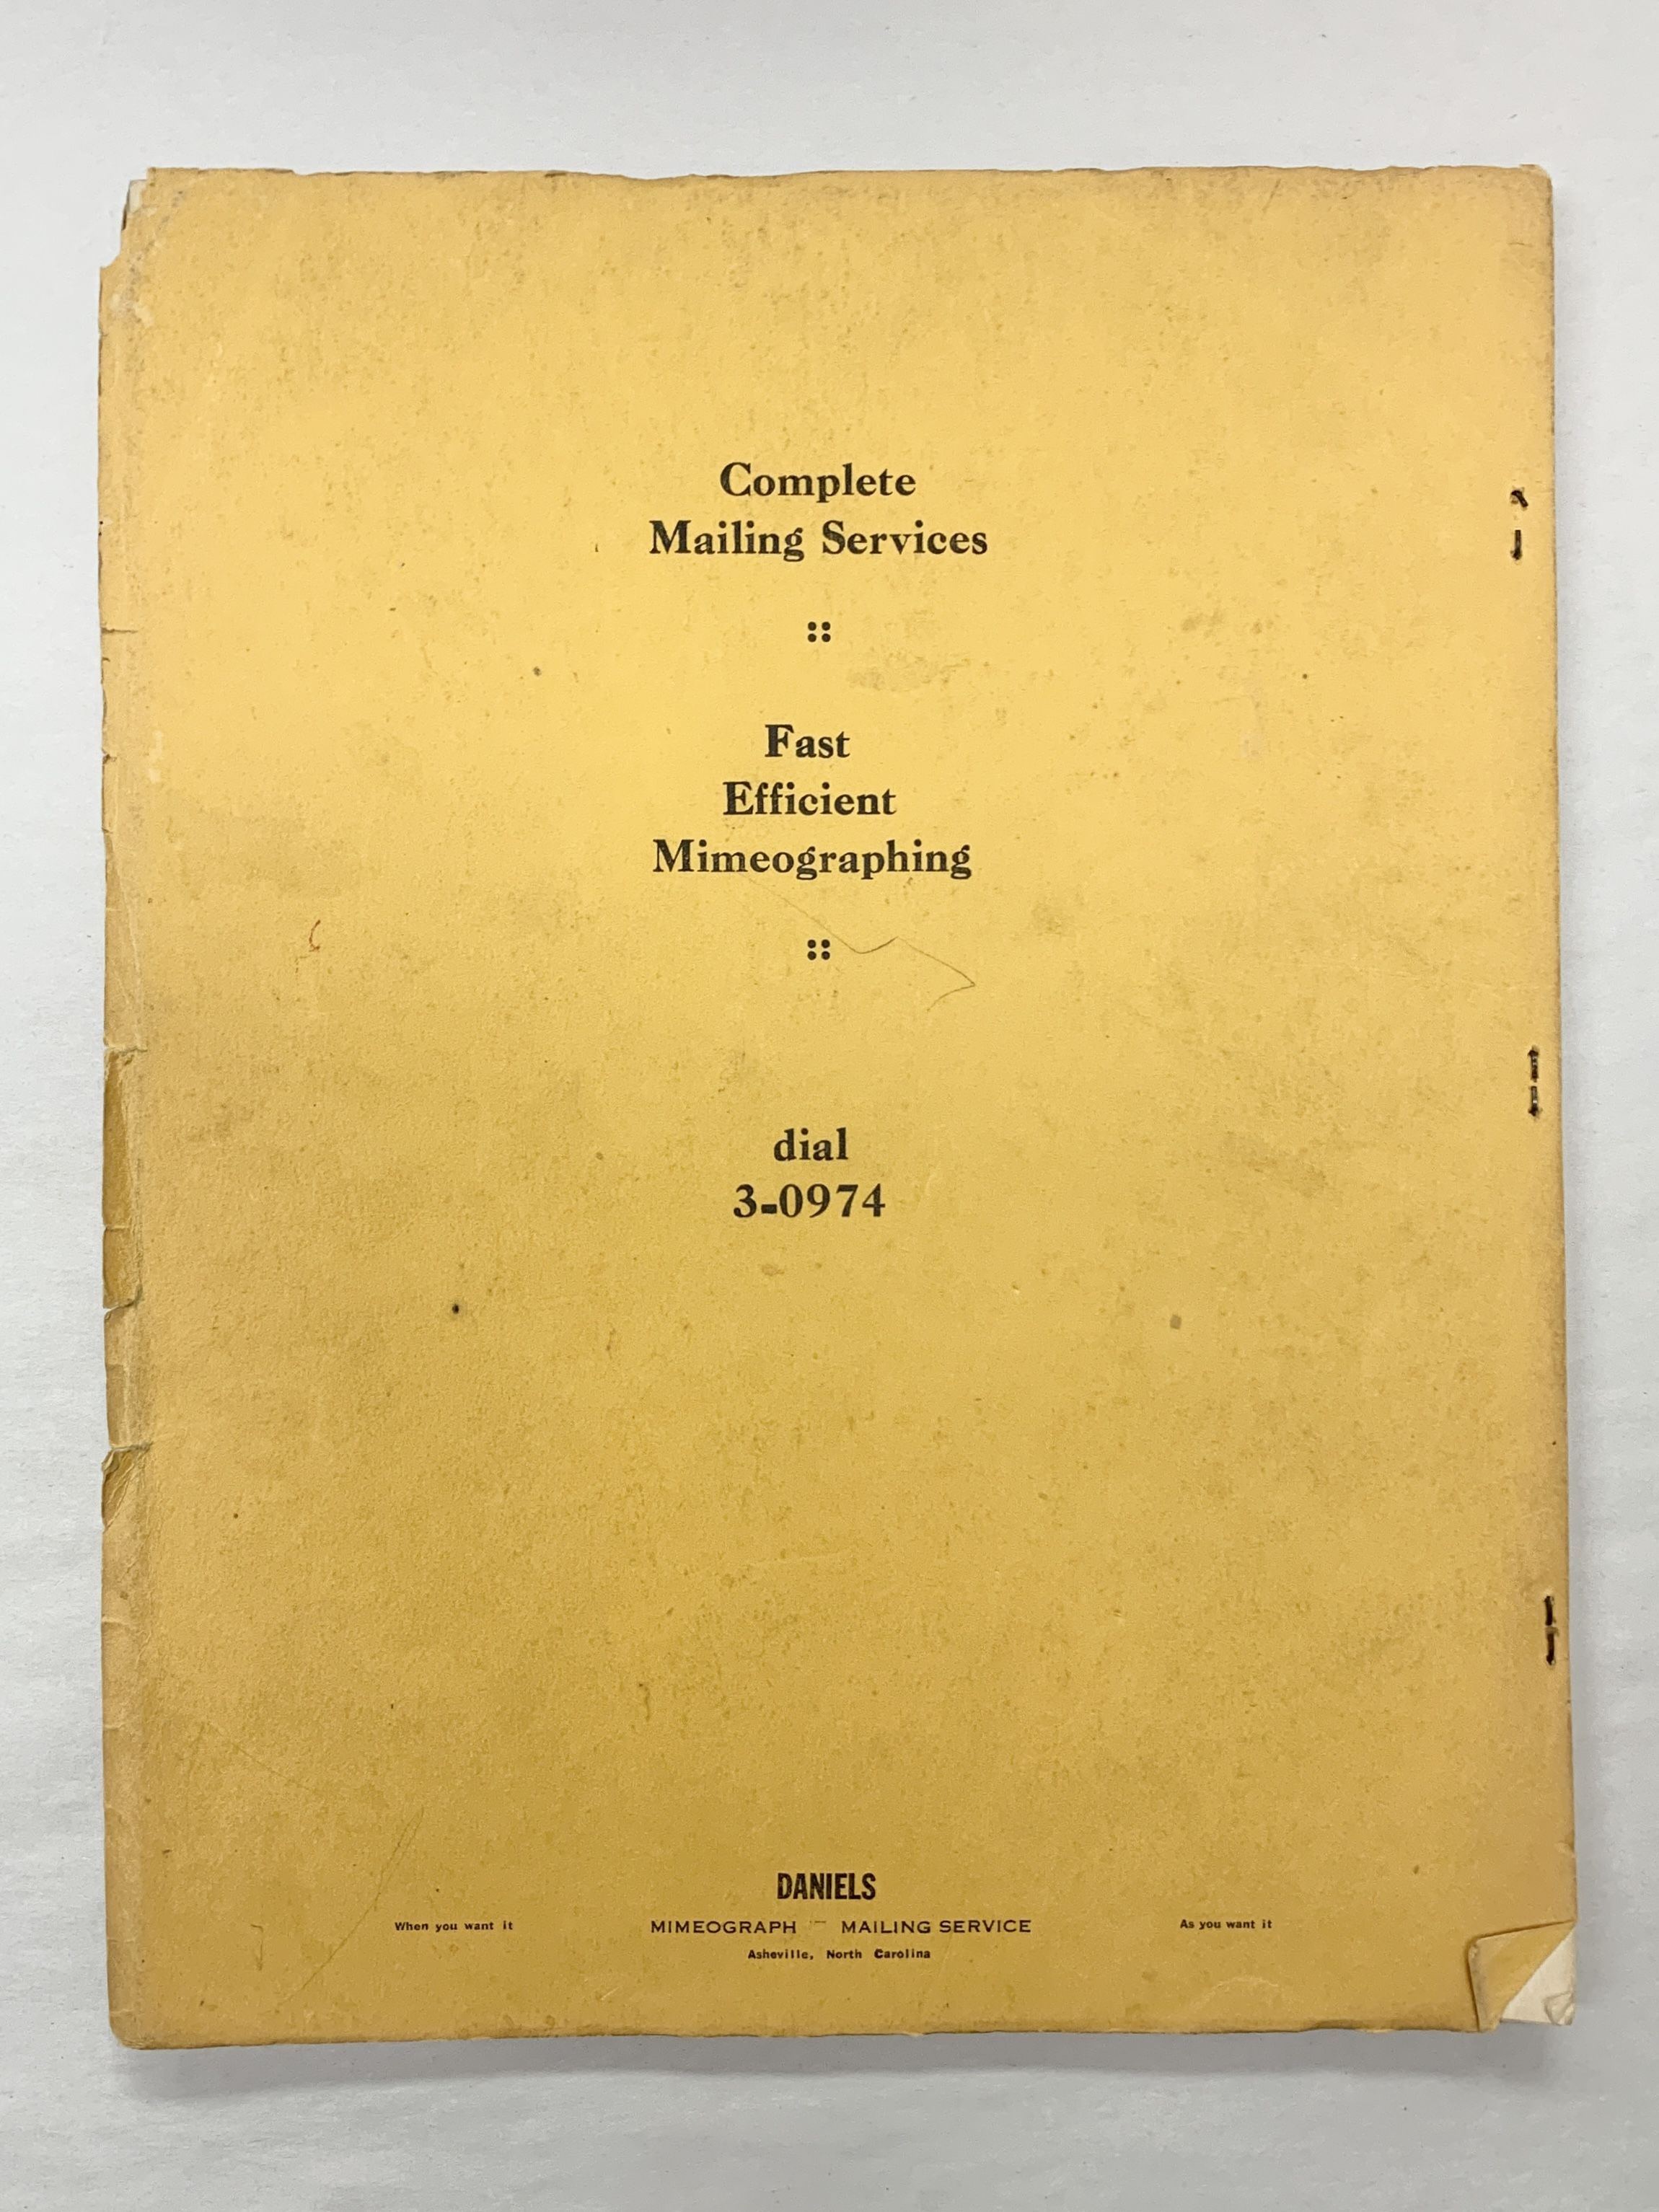 Complete
Mailing Services
Fast
Efficient
Mimeographing
dial
3-0974
DANIELS
When you want it MIMEOGRAPH — MAILING SERVICE As you want it
Asheville, North Carolina